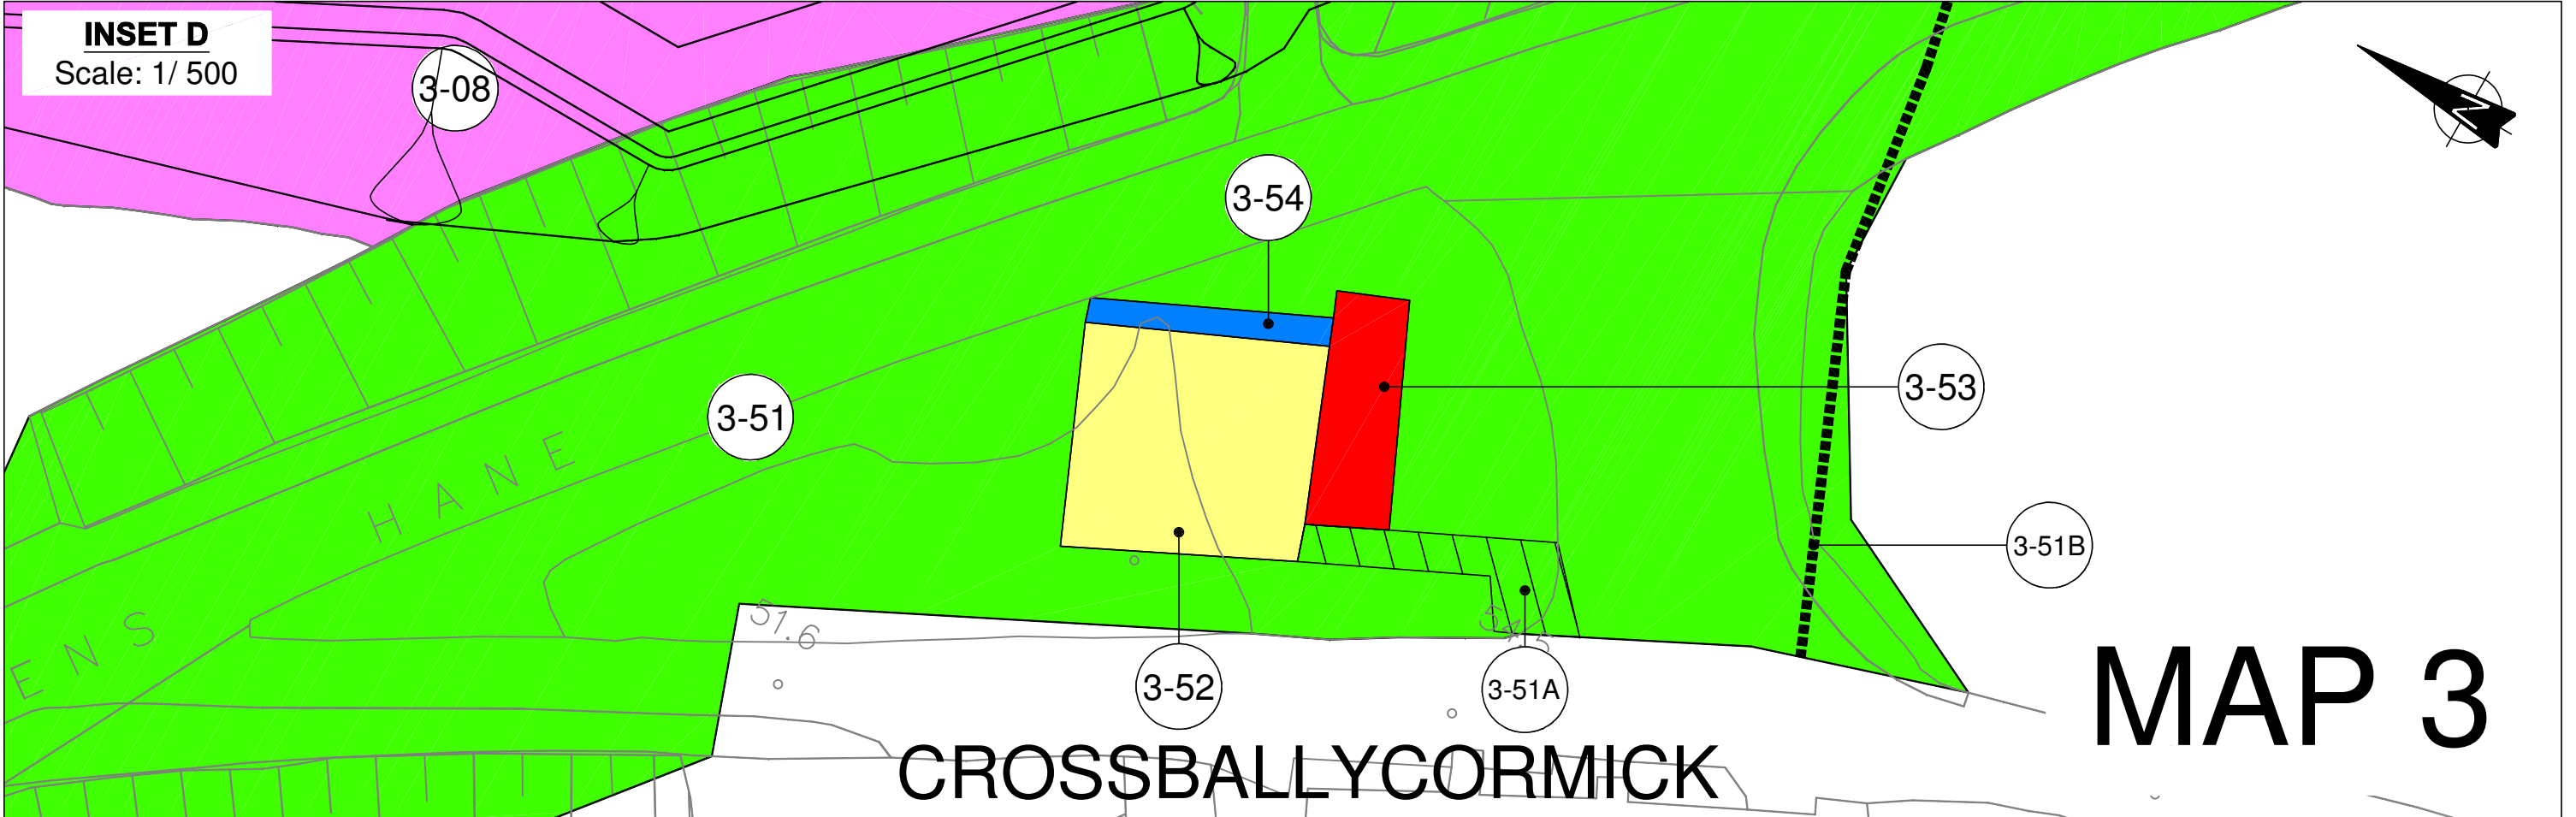 INSET D
Scale: 1/ 500
3-08
N
3-54
3-53
3-51
HANE
3-51B
ENS
57.6
3-52
3-51A
MAP 3
CROSSBALLYCORMICK